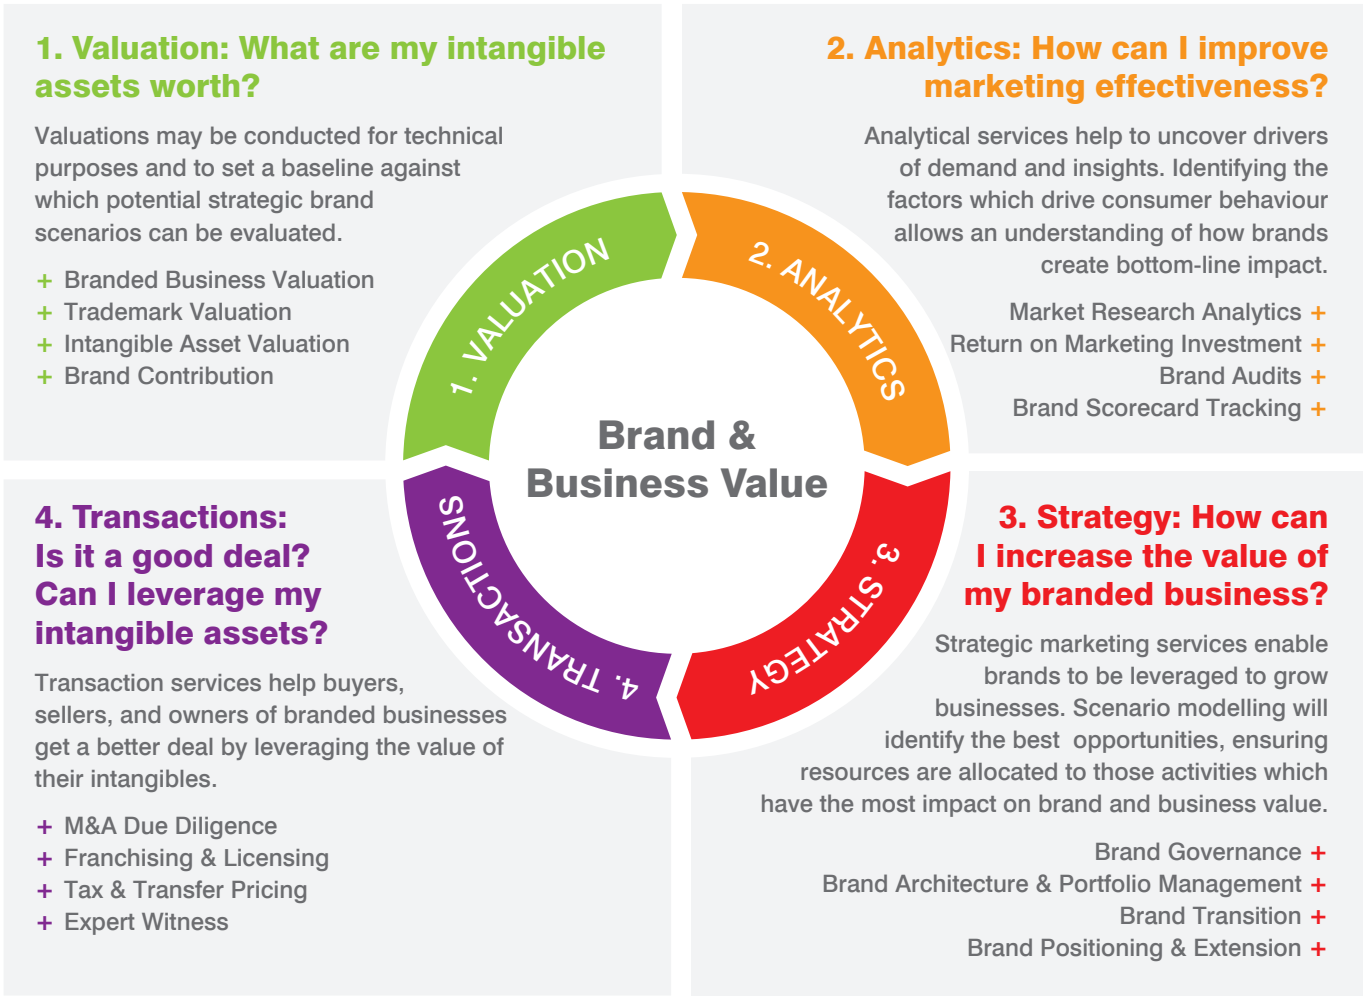 1. Valuation: What are my intangible
assets worth?
Valuations may be conducted for technical
purposes and to set a baseline against
which potential strategic brand
scenarios can be evaluated.
+ Branded Business Valuation
+ Trademark Valuation
+ Intangible Asset Valuation
+ Brand Contribution
2. Analytics: How can I improve
marketing effectiveness?
Analytical services help to uncover drivers
of demand and insights. Identifying the
factors which drive consumer behaviour
allows an understanding of how brands
create bottom-line impact.
Market Research Analytics +
Return on Marketing Investment +
Brand Audits +
Brand Scorecard Tracking +
1. VALUATION
2. ANALYTICS
Brand &
Business Value
3. STRATEGY
4. TRANSACTIONS
3. Strategy: How can
I increase the value of
my branded business?
Strategic marketing services enable
brands to be leveraged to grow
businesses. Scenario modelling will
identify the best opportunities, ensuring
resources are allocated to those activities which
have the most impact on brand and business value.
Brand Governance +
Brand Architecture & Portfolio Management +
Brand Transition +
Brand Positioning & Extension +
4. Transactions:
Is it a good deal?
Can I leverage my
intangible assets?
Transaction services help buyers,
sellers, and owners of branded businesses
get a better deal by leveraging the value of
their intangibles.
+ M&A Due Diligence
+ Franchising & Licensing
+ Tax & Transfer Pricing
+ Expert Witness